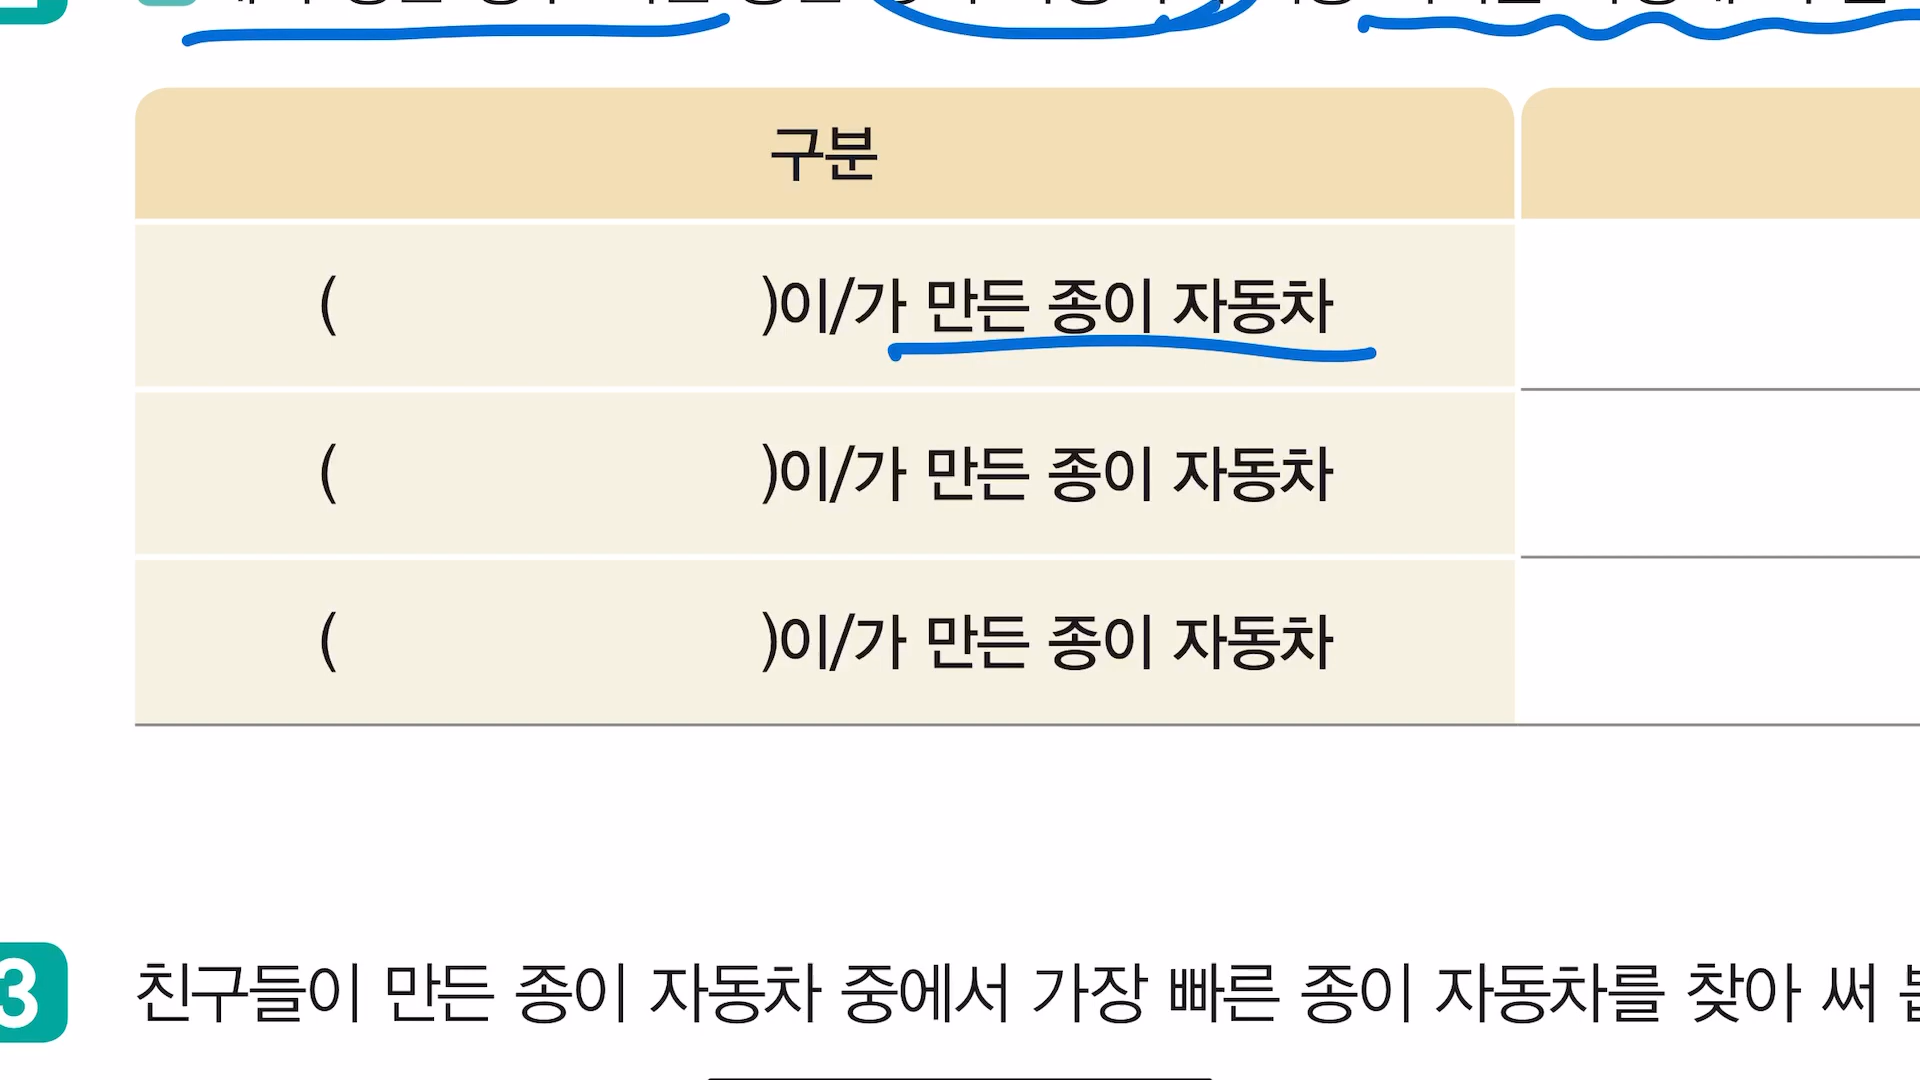 구분
( )이/가 만든 종이 자동차
( )이/가 만든 종이 자동차
( )이/가 만든 종이 자동차
3 친구들이 만든 종이 자동차 중에서 가장 빠른 종이 자동차를 찾아 써